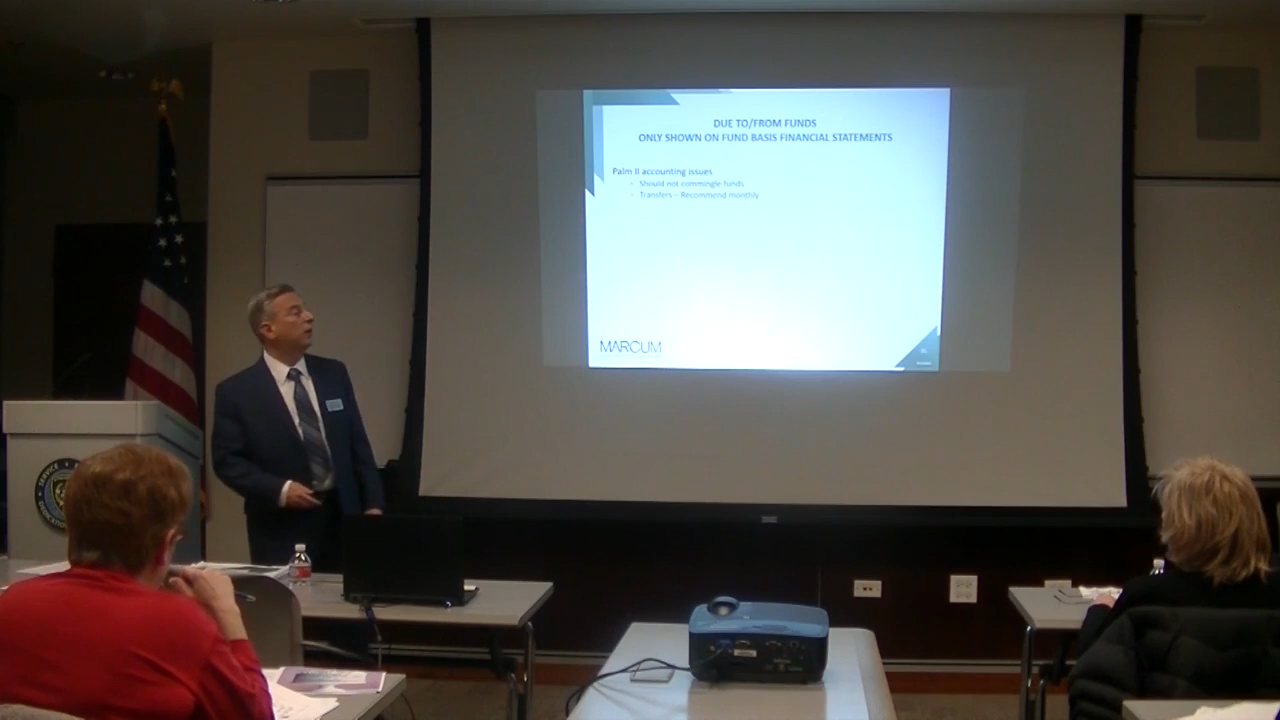 DUE TO/FROM FUNDS
ONLY SHOWN ON FUND BASIS FINANCIAL STATEMENTS
Palm II accounting issues
- Should not commingle funds
- Transfers – Recommend monthly
MARCUM
SERVICE